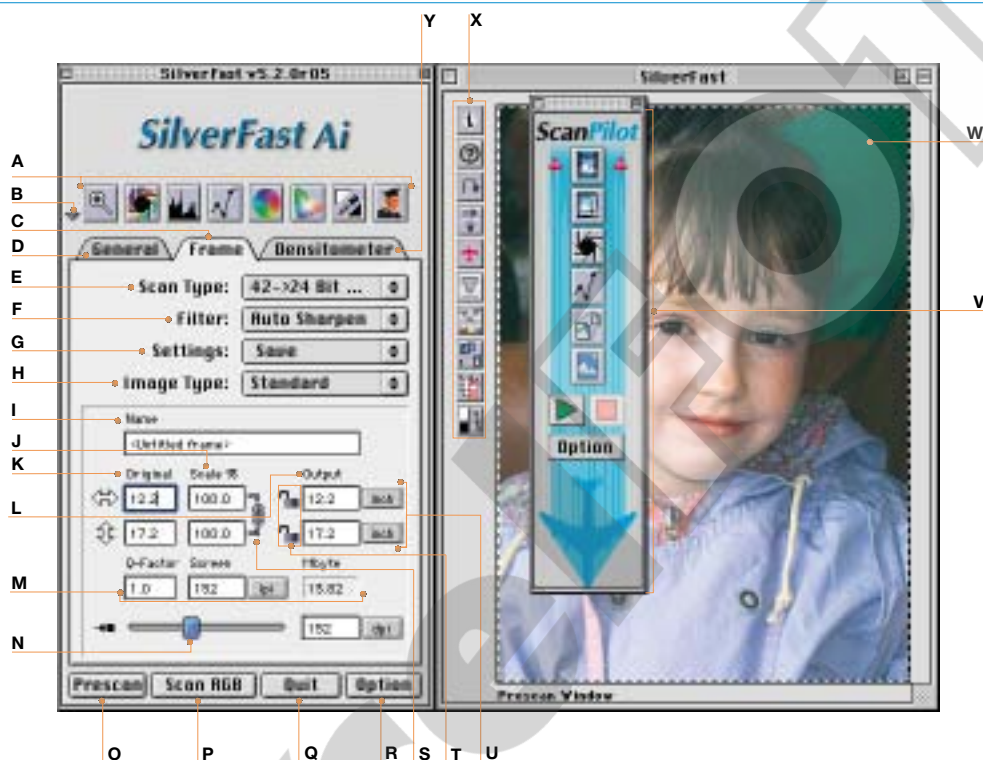 Y X
SilverFast v5.2.0r05
SilverFast
SilverFast Ai
ScanPilot
W
A
B
C
D
General Frame Densitometer
E
Scan Type: 42->24 Bit ...
F
Filter: Auto Sharpen
V
G
Settings: Save
H
Image Type: Standard
I
Name
<Untitled frame>
Option
J
K
Original Scale % Output
12.2 100.0 12.2 inch
L
17.2 100.0 17.2 inch
Q-Factor Screen Mbyte
M
1.0 152 lpi 15.82
N
152 dpi
Prescan Scan RGB Quit Option
Prescan Window
O P Q R S T U